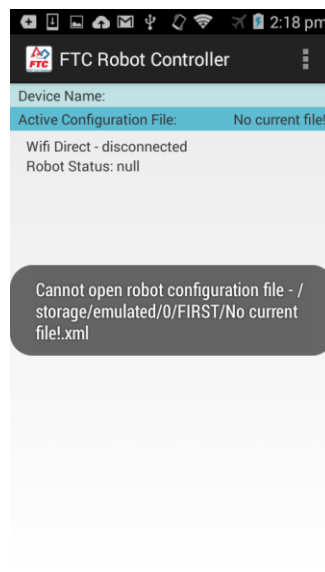 2:18 pm
FTC FTC Robot Controller
Device Name:
Active Configuration File: No current file!
Wifi Direct - disconnected
Robot Status: null
Cannot open robot configuration file - /
storage/emulated/0/FIRST/No current
file!.xml